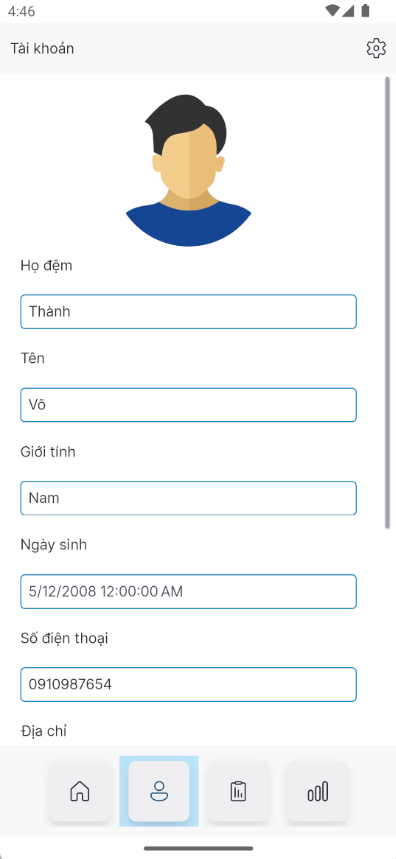 4:46
Tài khoản
Họ đệm
Thành
Tên
Võ
Giới tính
Nam
Ngày sinh
5/12/2008 12:00:00 AM
Số điện thoại
0910987654
Địa chỉ